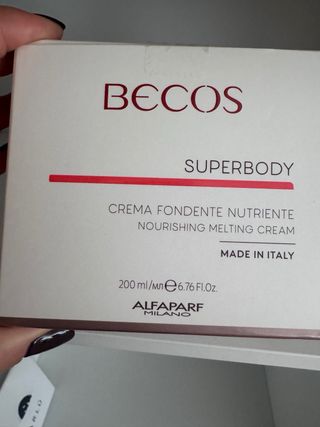 BECOS
SUPERBODY
CREMA FONDENTE NUTRIENTE
NOURISHING MELTING CREAM
MADE IN ITALY
200 ml/мл℮6.76 Fl.Oz.
ALFAPARF
MILANO